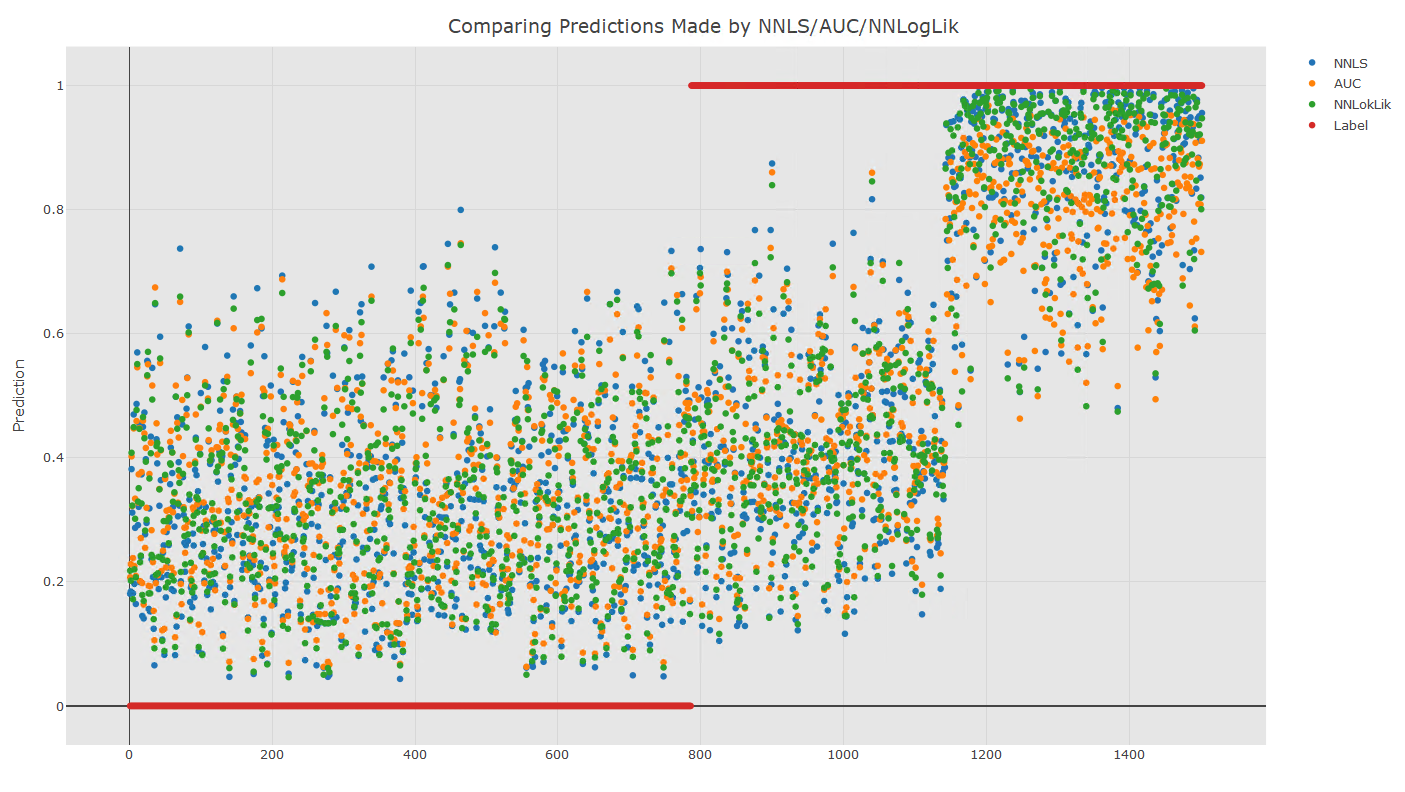 Comparing Predictions Made by NNLS/AUC/NNLogLik
NNLS
AUC
NNLokLik
Label
Prediction
1
0.8
0.6
0.4
0.2
0
0 200 400 600 800 1000 1200 1400